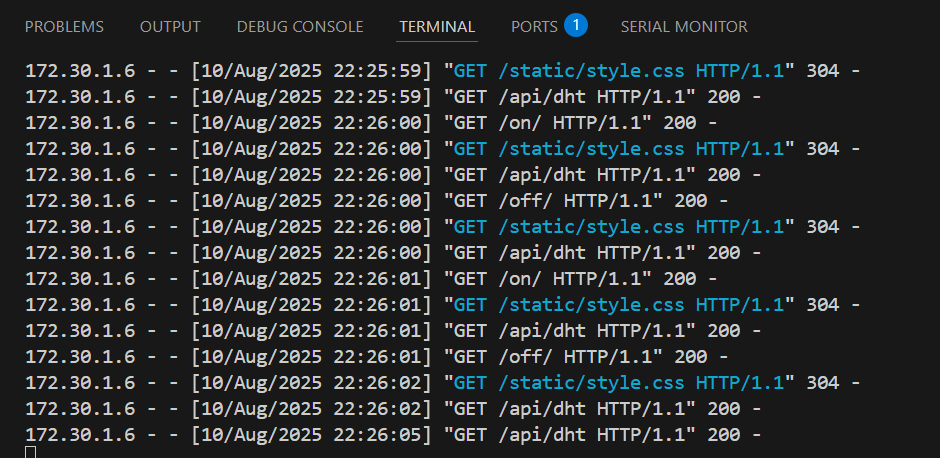 PROBLEMS OUTPUT DEBUG CONSOLE TERMINAL PORTS 1 SERIAL MONITOR
172.30.1.6 - - [10/Aug/2025 22:25:59] "GET /static/style.css HTTP/1.1" 304 -
172.30.1.6 - - [10/Aug/2025 22:25:59] "GET /api/dht HTTP/1.1" 200 -
172.30.1.6 - - [10/Aug/2025 22:26:00] "GET /on/ HTTP/1.1" 200 -
172.30.1.6 - - [10/Aug/2025 22:26:00] "GET /static/style.css HTTP/1.1" 304 -
172.30.1.6 - - [10/Aug/2025 22:26:00] "GET /api/dht HTTP/1.1" 200 -
172.30.1.6 - - [10/Aug/2025 22:26:00] "GET /off/ HTTP/1.1" 200 -
172.30.1.6 - - [10/Aug/2025 22:26:00] "GET /static/style.css HTTP/1.1" 304 -
172.30.1.6 - - [10/Aug/2025 22:26:00] "GET /api/dht HTTP/1.1" 200 -
172.30.1.6 - - [10/Aug/2025 22:26:01] "GET /on/ HTTP/1.1" 200 -
172.30.1.6 - - [10/Aug/2025 22:26:01] "GET /static/style.css HTTP/1.1" 304 -
172.30.1.6 - - [10/Aug/2025 22:26:01] "GET /api/dht HTTP/1.1" 200 -
172.30.1.6 - - [10/Aug/2025 22:26:01] "GET /off/ HTTP/1.1" 200 -
172.30.1.6 - - [10/Aug/2025 22:26:02] "GET /static/style.css HTTP/1.1" 304 -
172.30.1.6 - - [10/Aug/2025 22:26:02] "GET /api/dht HTTP/1.1" 200 -
172.30.1.6 - - [10/Aug/2025 22:26:05] "GET /api/dht HTTP/1.1" 200 -